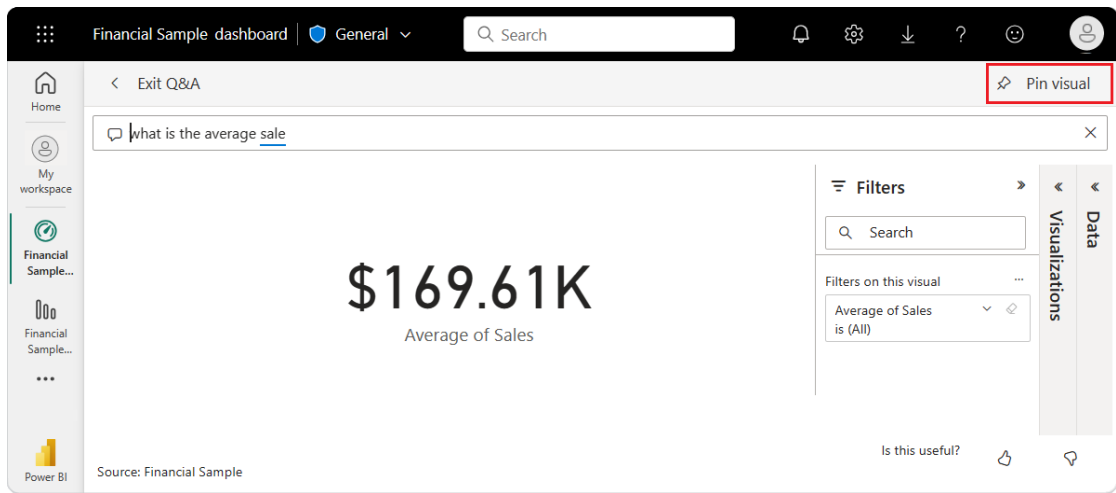 Financial Sample dashboard
General
Search
Exit Q&A
Pin visual
Home
what is the average sale
My
workspace
Financial
Sample...
Financial
Sample...
Power BI
$169.61K
Average of Sales
Source: Financial Sample
Filters
Search
Filters on this visual
Average of Sales
is (All)
Visualizations
Data
Is this useful?